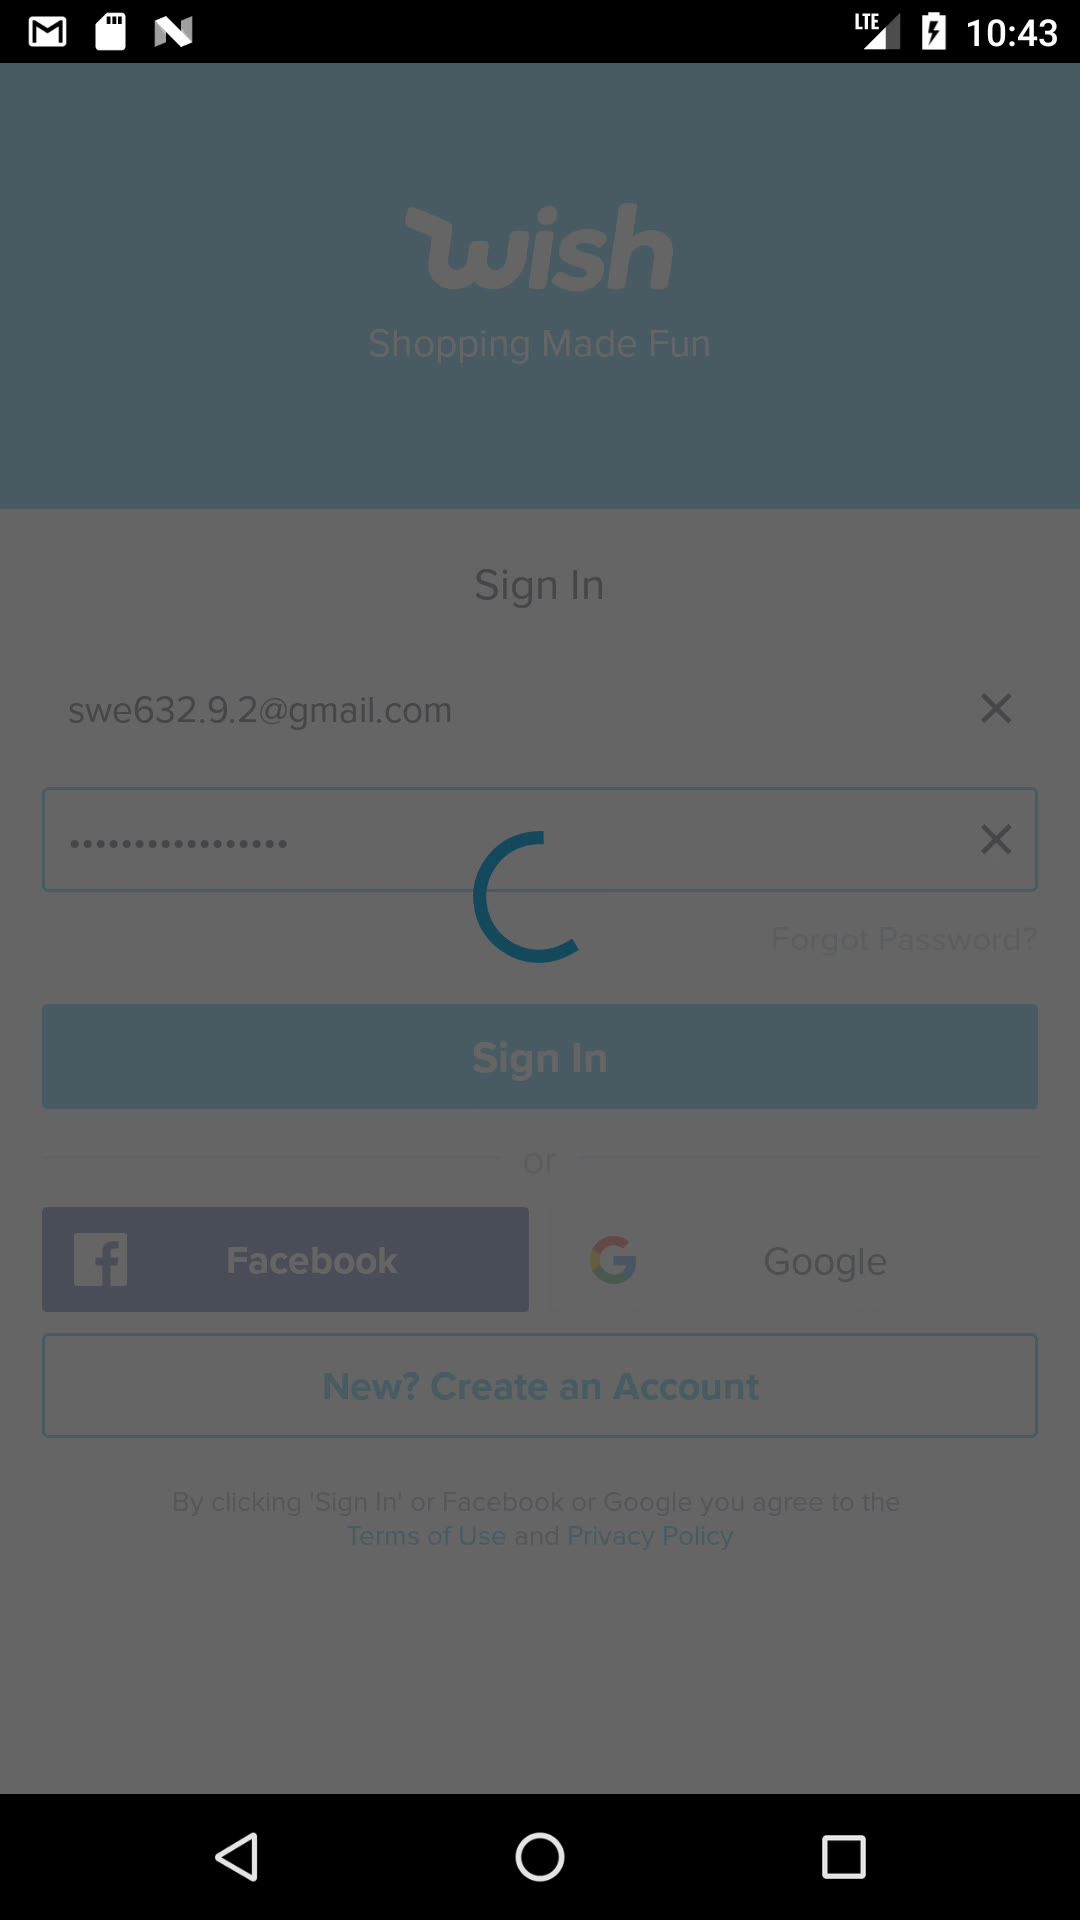 LTE 10:43
wish
Shopping Made Fun
Sign In
swe632.9.2@gmail.com
•••••••••••••••••
Forgot Password?
Sign In
or
Facebook
Google
New? Create an Account
By clicking 'Sign In' or Facebook or Google you agree to the
Terms of Use and Privacy Policy